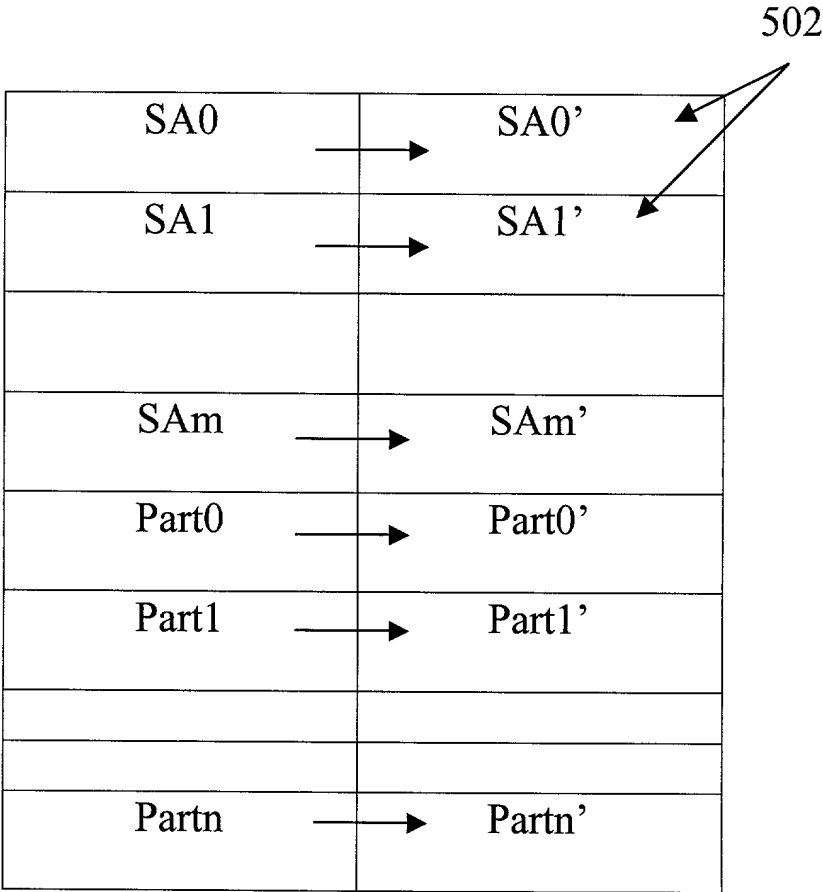 502
SA0 SA0’
SA1 SA1’
SAm SAm’
Part0 Part0’
Part1 Part1’
Partn Partn’